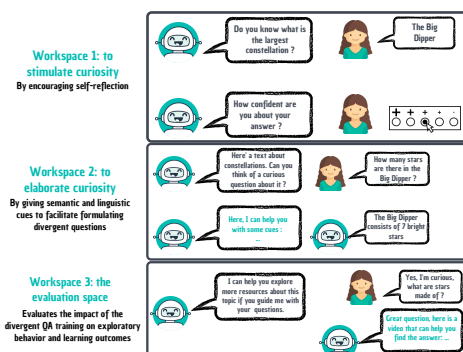 Workspace 1: to
stimulate curiosity
By encouraging self-reflection
Do you know what is
the largest
constellation ?
The Big
Dipper
How confident are
you about your
answer ?
Workspace 2: to
elaborate curiosity
By giving semantic and linguistic
cues to facilitate formulating
divergent questions
Here' a text about
constellations. Can you
think of a curious
question about it ?
How many stars
are there in the
Big Dipper ?
Here, I can help you
with some cues :
...
The Big Dipper
consists of 7 bright
stars
Workspace 3: the
evaluation space
Evaluates the impact of the
divergent QA training on exploratory
behavior and learning outcomes
I can help you explore
more resources about this
topic if you guide me with
your questions.
Yes, I'm curious,
what are stars
made of ?
Great question, here is a
video that can help you
find the answer: ...